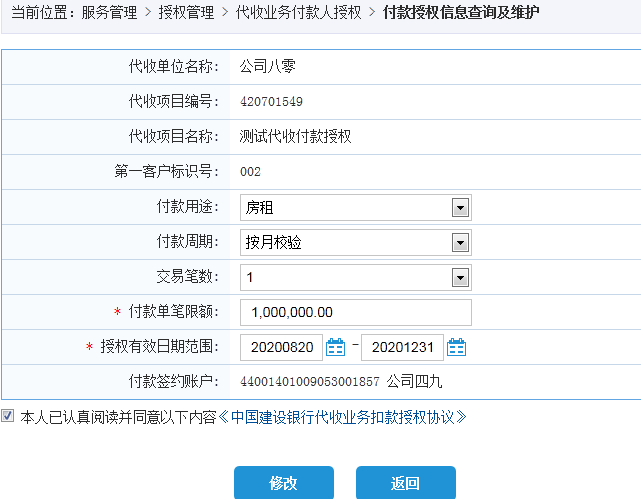 当前位置：服务管理 > 授权管理 > 代收业务付款人授权 > 付款授权信息查询及维护
代收单位名称： 公司八零
代收项目编号： 420701549
代收项目名称： 测试代收付款授权
第一客户标识号： 002
付款用途： 房租
付款周期： 按月校验
交易笔数： 1
* 付款单笔限额： 1,000,000.00
* 授权有效日期范围： 20200820 - 20201231
付款签约账户： 44001401009053001857 公司四九
本人已认真阅读并同意以下内容《中国建设银行代收业务扣款授权协议》
修改 返回